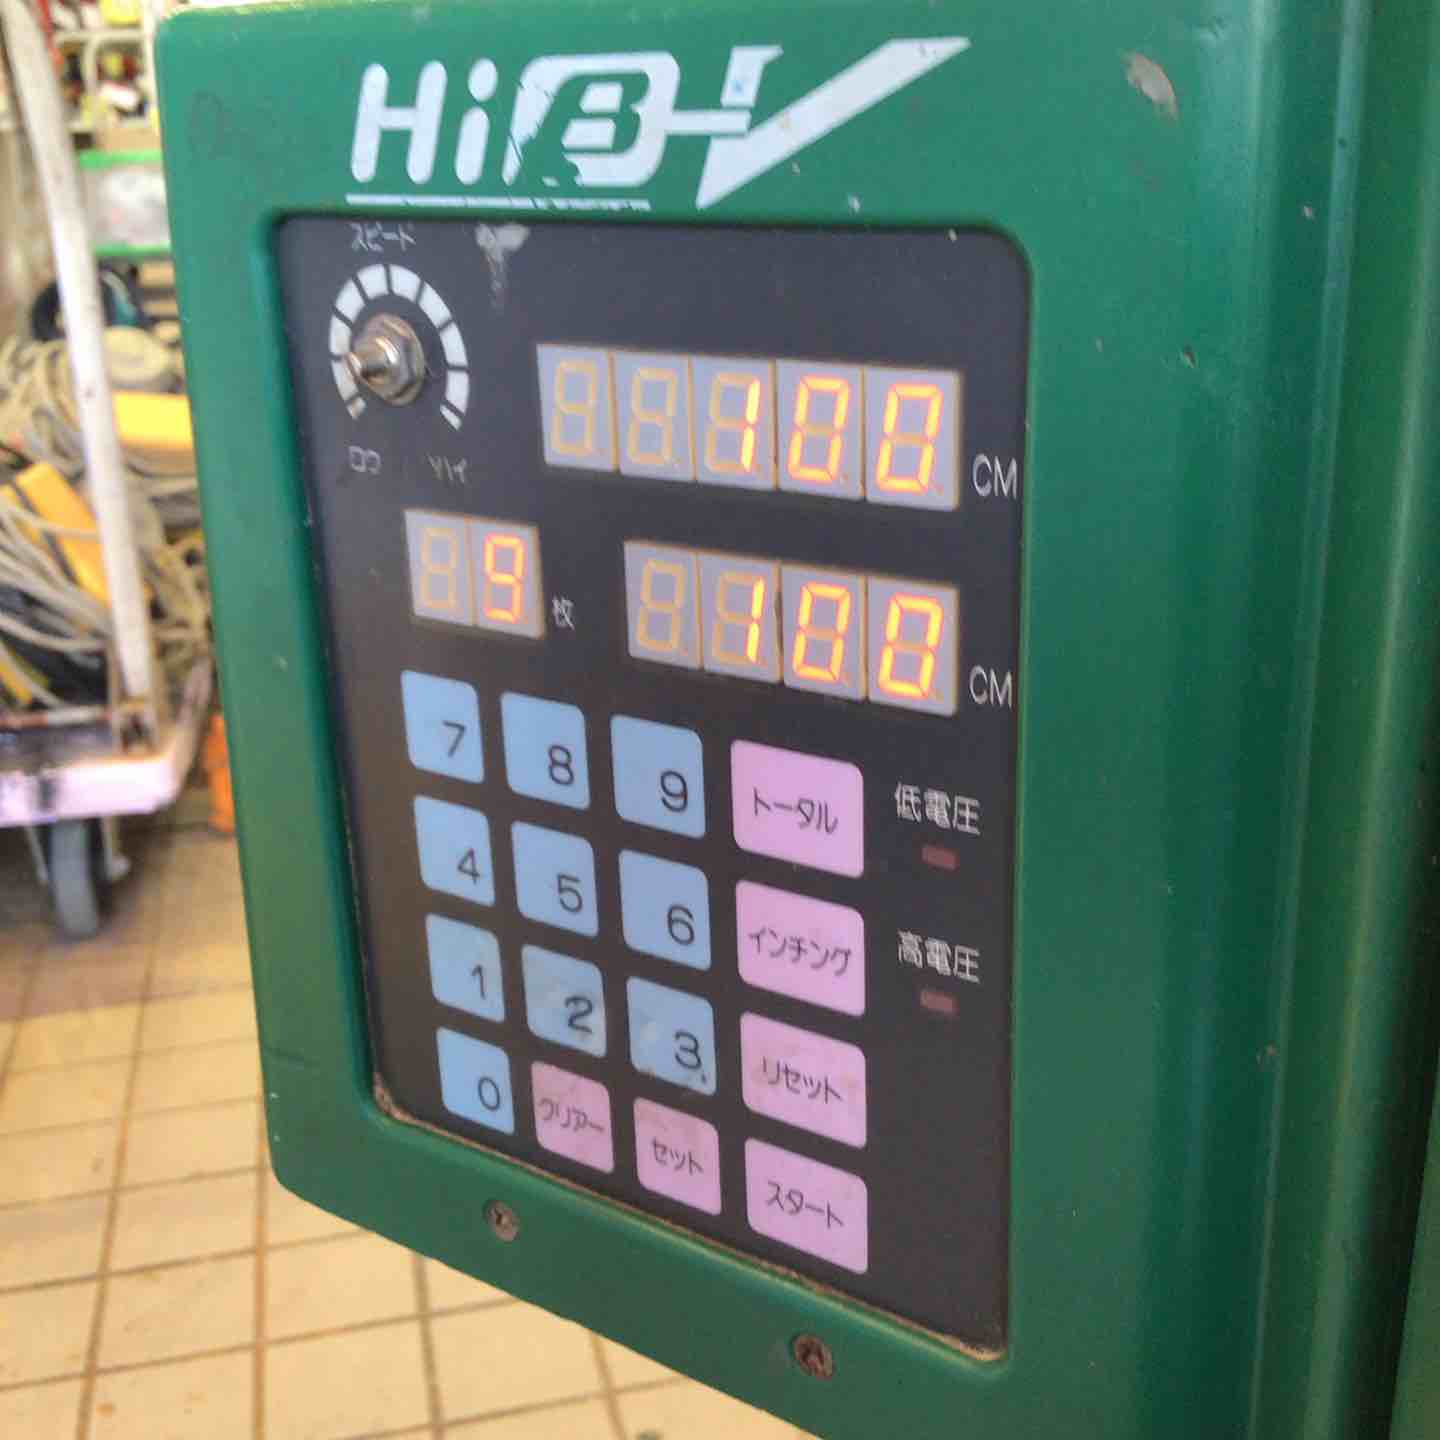 Hiβ-V
スピード
ロウ ハイ
100 CM
9 枚 100 CM
7 8 9 トータル 低電圧
4 5 6 インチング 高電圧
1 2 3 リセット
0 クリアー セット スタート